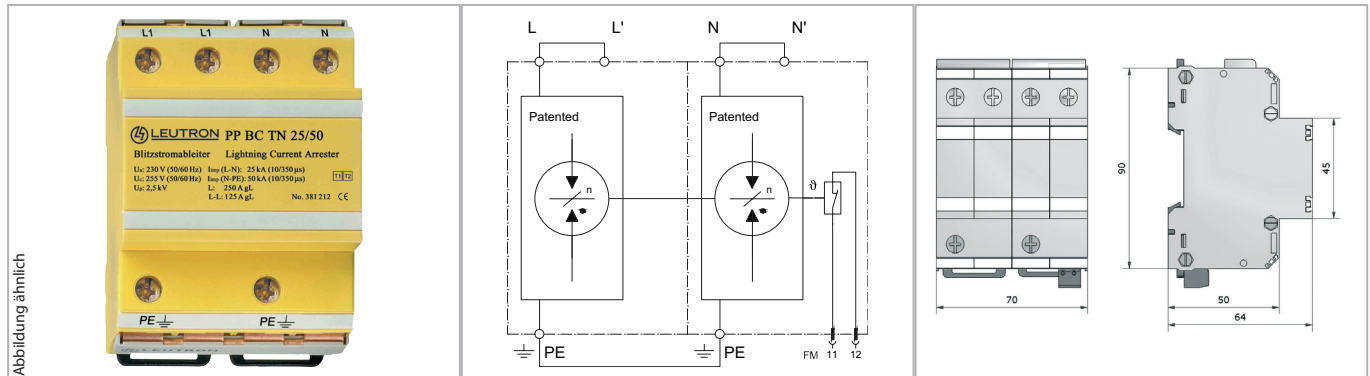 Abbildung ähnlich
L1 L1 N N
LEUTRON PP BC TN 25/50
Blitzstromableiter Lightning Current Arrester
Uₙ: 230 V (50/60 Hz) Iimp (L-N): 25 kA (10/350 µs)
U꜀: 255 V (50/60 Hz) Iimp (N-PE): 50 kA (10/350 µs)
Uₚ: 2,5 kV L: 250 A gL
T1 T2
L-L: 125 A gL No. 381 212 CE
PE PE
LEUTRON
L L' N N'
Patented Patented
n n
ϑ
PE PE FM 11 12
90
45
70
50
64